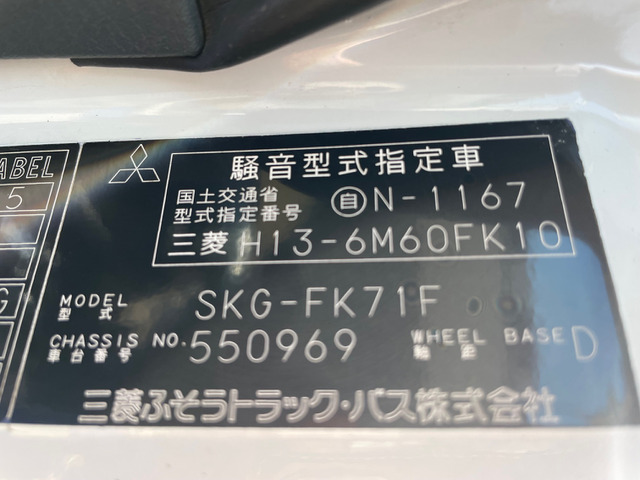 ABEL
5
G
騒音型式指定車
国土交通省
型式指定番号 自 N-1167
三菱 H13-6M60FK10
MODEL
型式 SKG-FK71F
CHASSIS NO.
車台番号 550969
WHEEL BASE
軸距 D
三菱ふそうトラック・バス株式会社